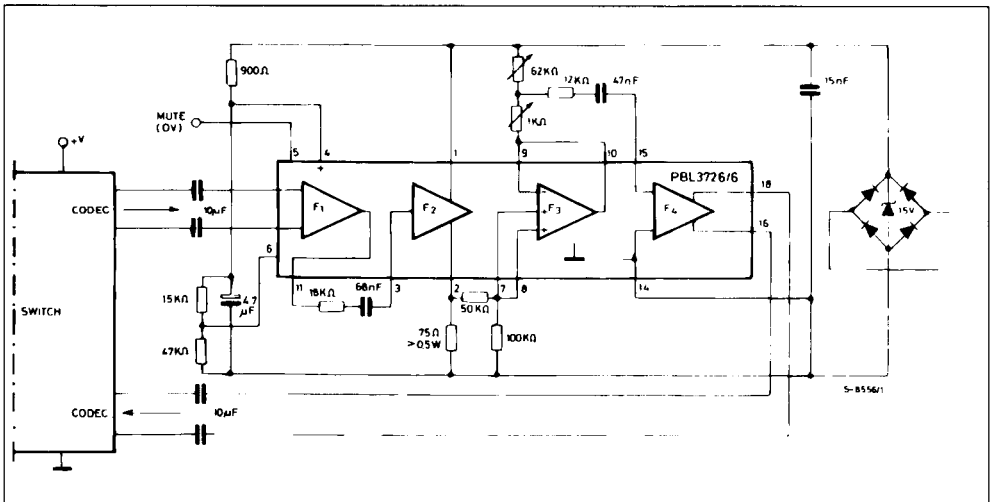 900Ω
62KΩ
12KΩ
47nF
15nF
MUTE
(0V)
1KΩ
+V
5
4
+
1
9
10
15
PBL3726/6
18
CODEC
10µF
F1
F2
F3
F4
16
15V
6
11
18KΩ
68nF
3
2
50KΩ
7
8
14
15KΩ
4.7
µF
SWITCH
47KΩ
75Ω
>0.5W
100KΩ
S-8556/1
CODEC
10µF